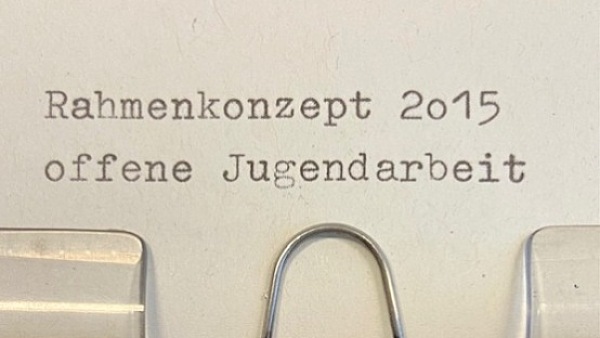 Rahmenkonzept 2o15
offene Jugendarbeit